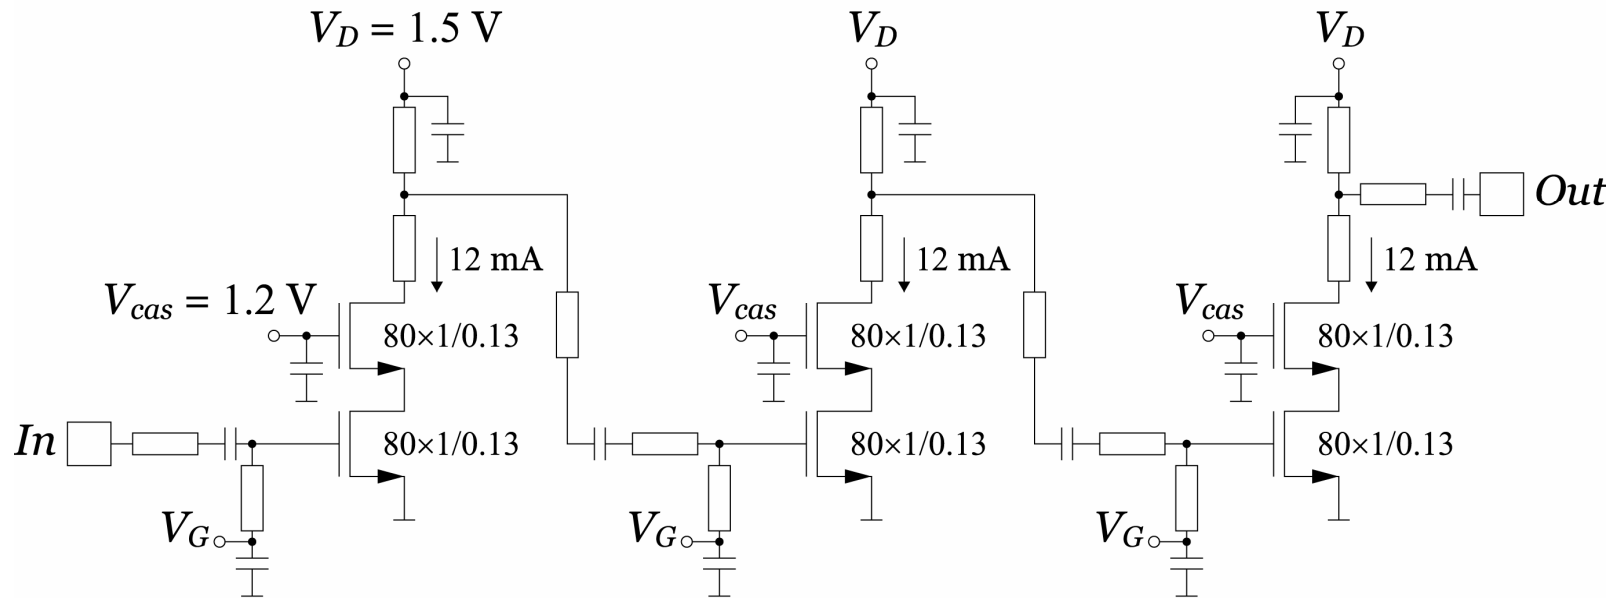 V_D = 1.5 V
V_D
V_D
Out
12 mA
12 mA
12 mA
V_cas = 1.2 V
V_cas
V_cas
80×1/0.13
80×1/0.13
80×1/0.13
In
80×1/0.13
80×1/0.13
80×1/0.13
V_G
V_G
V_G